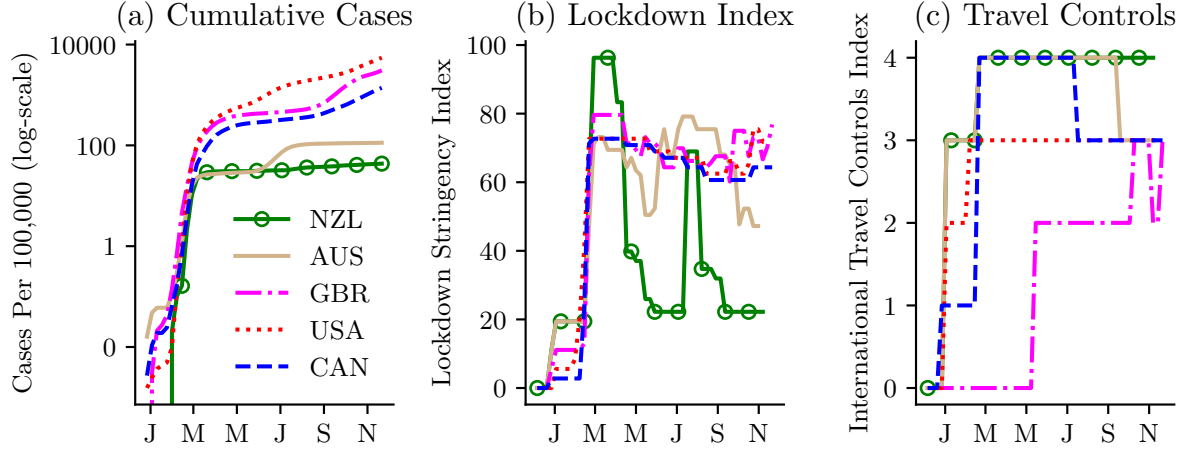 (a) Cumulative Cases
Cases Per 100,000 (log-scale)
10000
100
1
0
J M M J S N
NZL
AUS
GBR
USA
CAN
(b) Lockdown Index
Lockdown Stringency Index
100
80
60
40
20
0
J M M J S N
(c) Travel Controls
International Travel Controls Index
4
3
2
1
0
J M M J S N